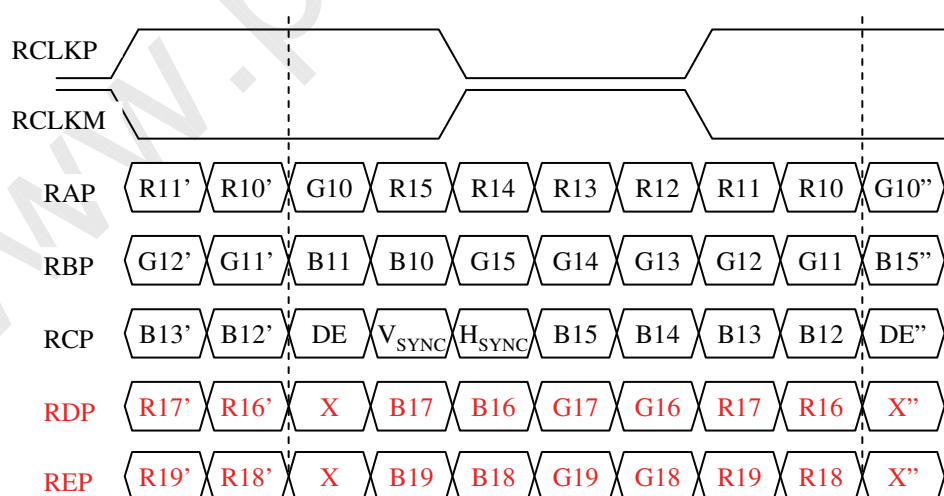 RCLKP
RCLKM
RAP R11' R10' G10 R15 R14 R13 R12 R11 R10 G10”
RBP G12' G11' B11 B10 G15 G14 G13 G12 G11 B15”
RCP B13' B12' DE VSYNC HSYNC B15 B14 B13 B12 DE”
RDP R17' R16' X B17 B16 G17 G16 R17 R16 X”
REP R19' R18' X B19 B18 G19 G18 R19 R18 X”